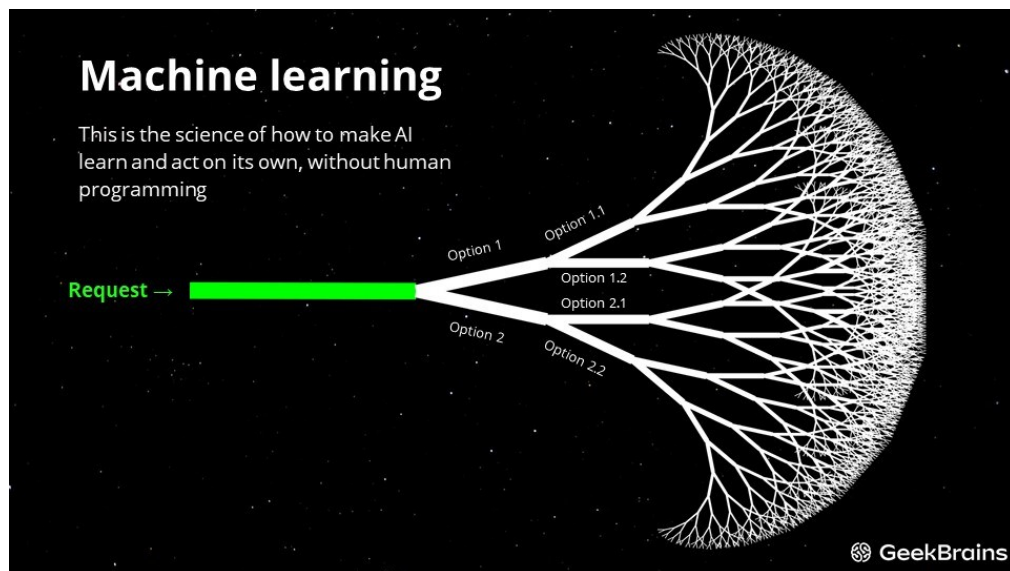 Machine learning
This is the science of how to make AI
learn and act on its own, without human
programming
Request →
Option 1
Option 1.1
Option 1.2
Option 2.1
Option 2
Option 2.2
GeekBrains